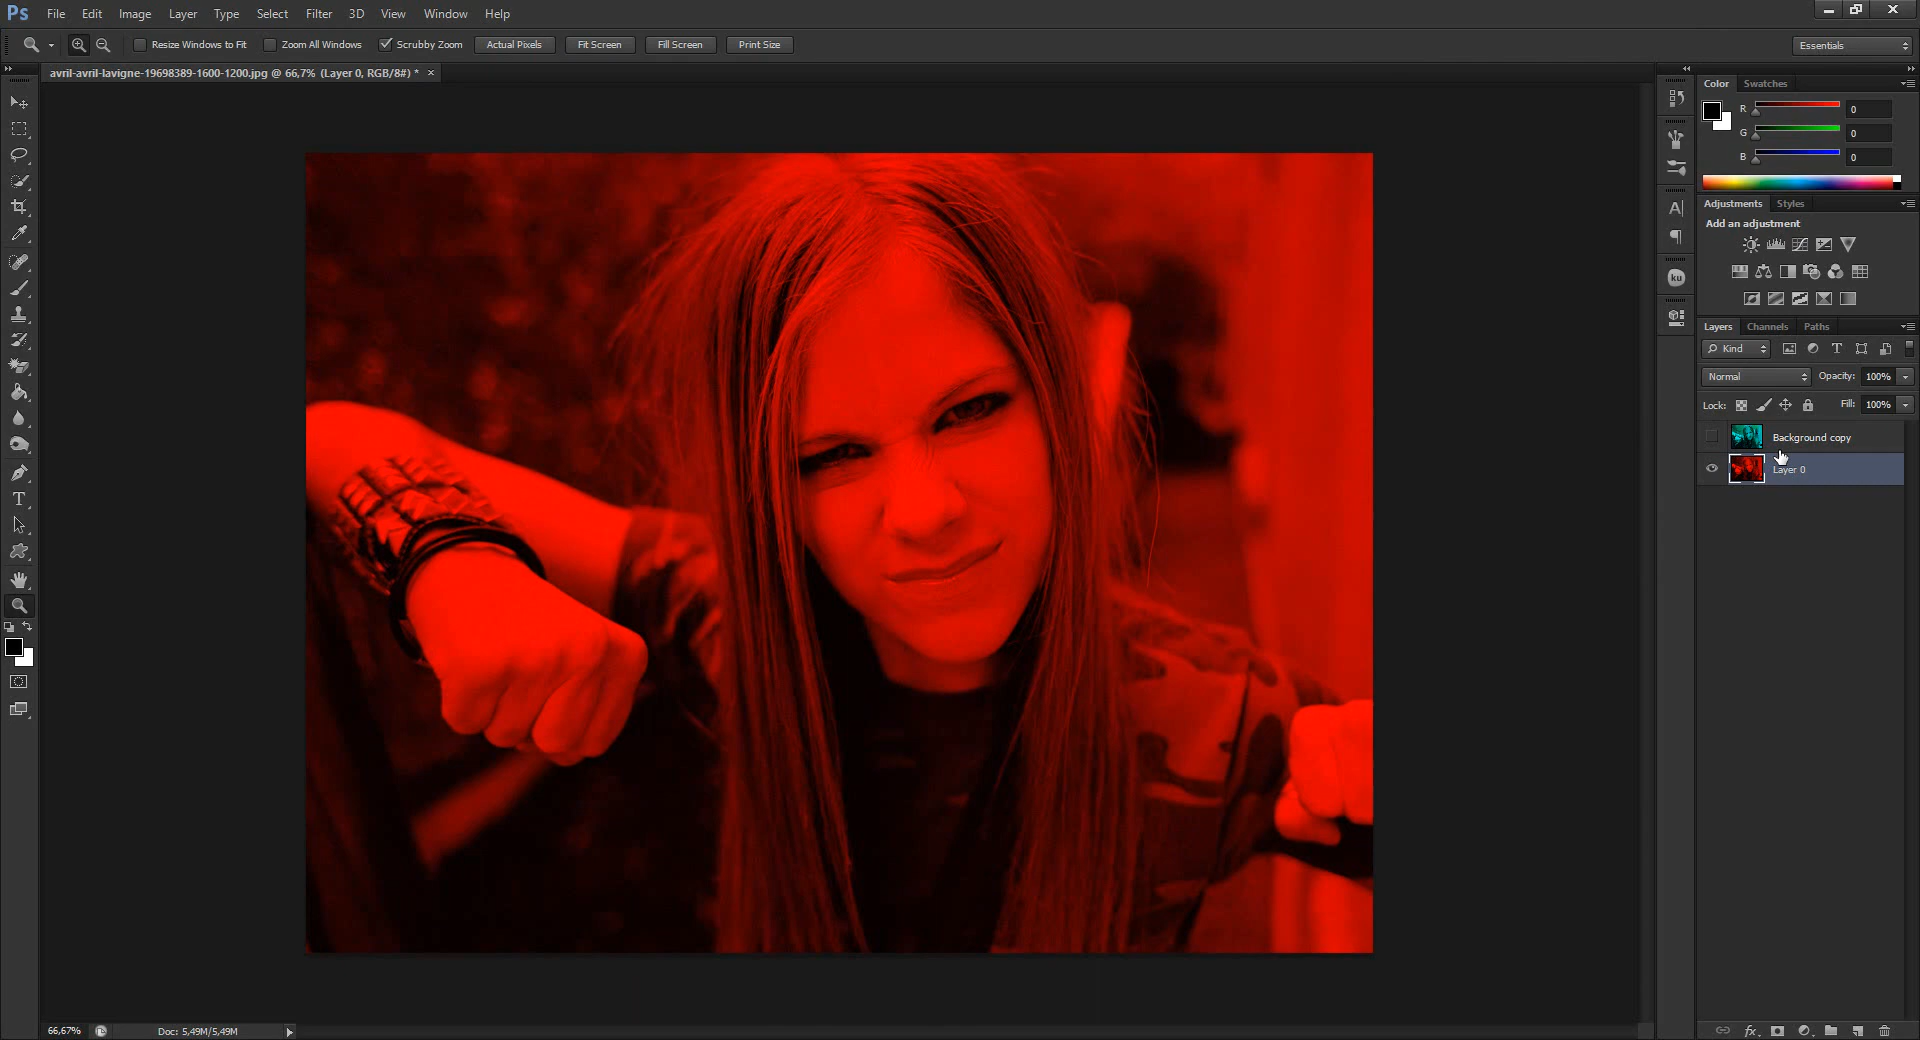 Ps File Edit Image Layer Type Select Filter 3D View Window Help
Resize Windows to Fit Zoom All Windows Scrubby Zoom Actual Pixels Fit Screen Fill Screen Print Size Essentials
avril-avril-lavigne-19698389-1600-1200.jpg @ 66,7% (Layer 0, RGB/8#) * ×
Color Swatches
R 0
G 0
B 0
Adjustments Styles
Add an adjustment
A
ku
Layers Channels Paths
Kind T
Normal Opacity: 100%
Lock: Fill: 100%
Background copy
Layer 0
T
66,67% Doc: 5,49M/5,49M
fx